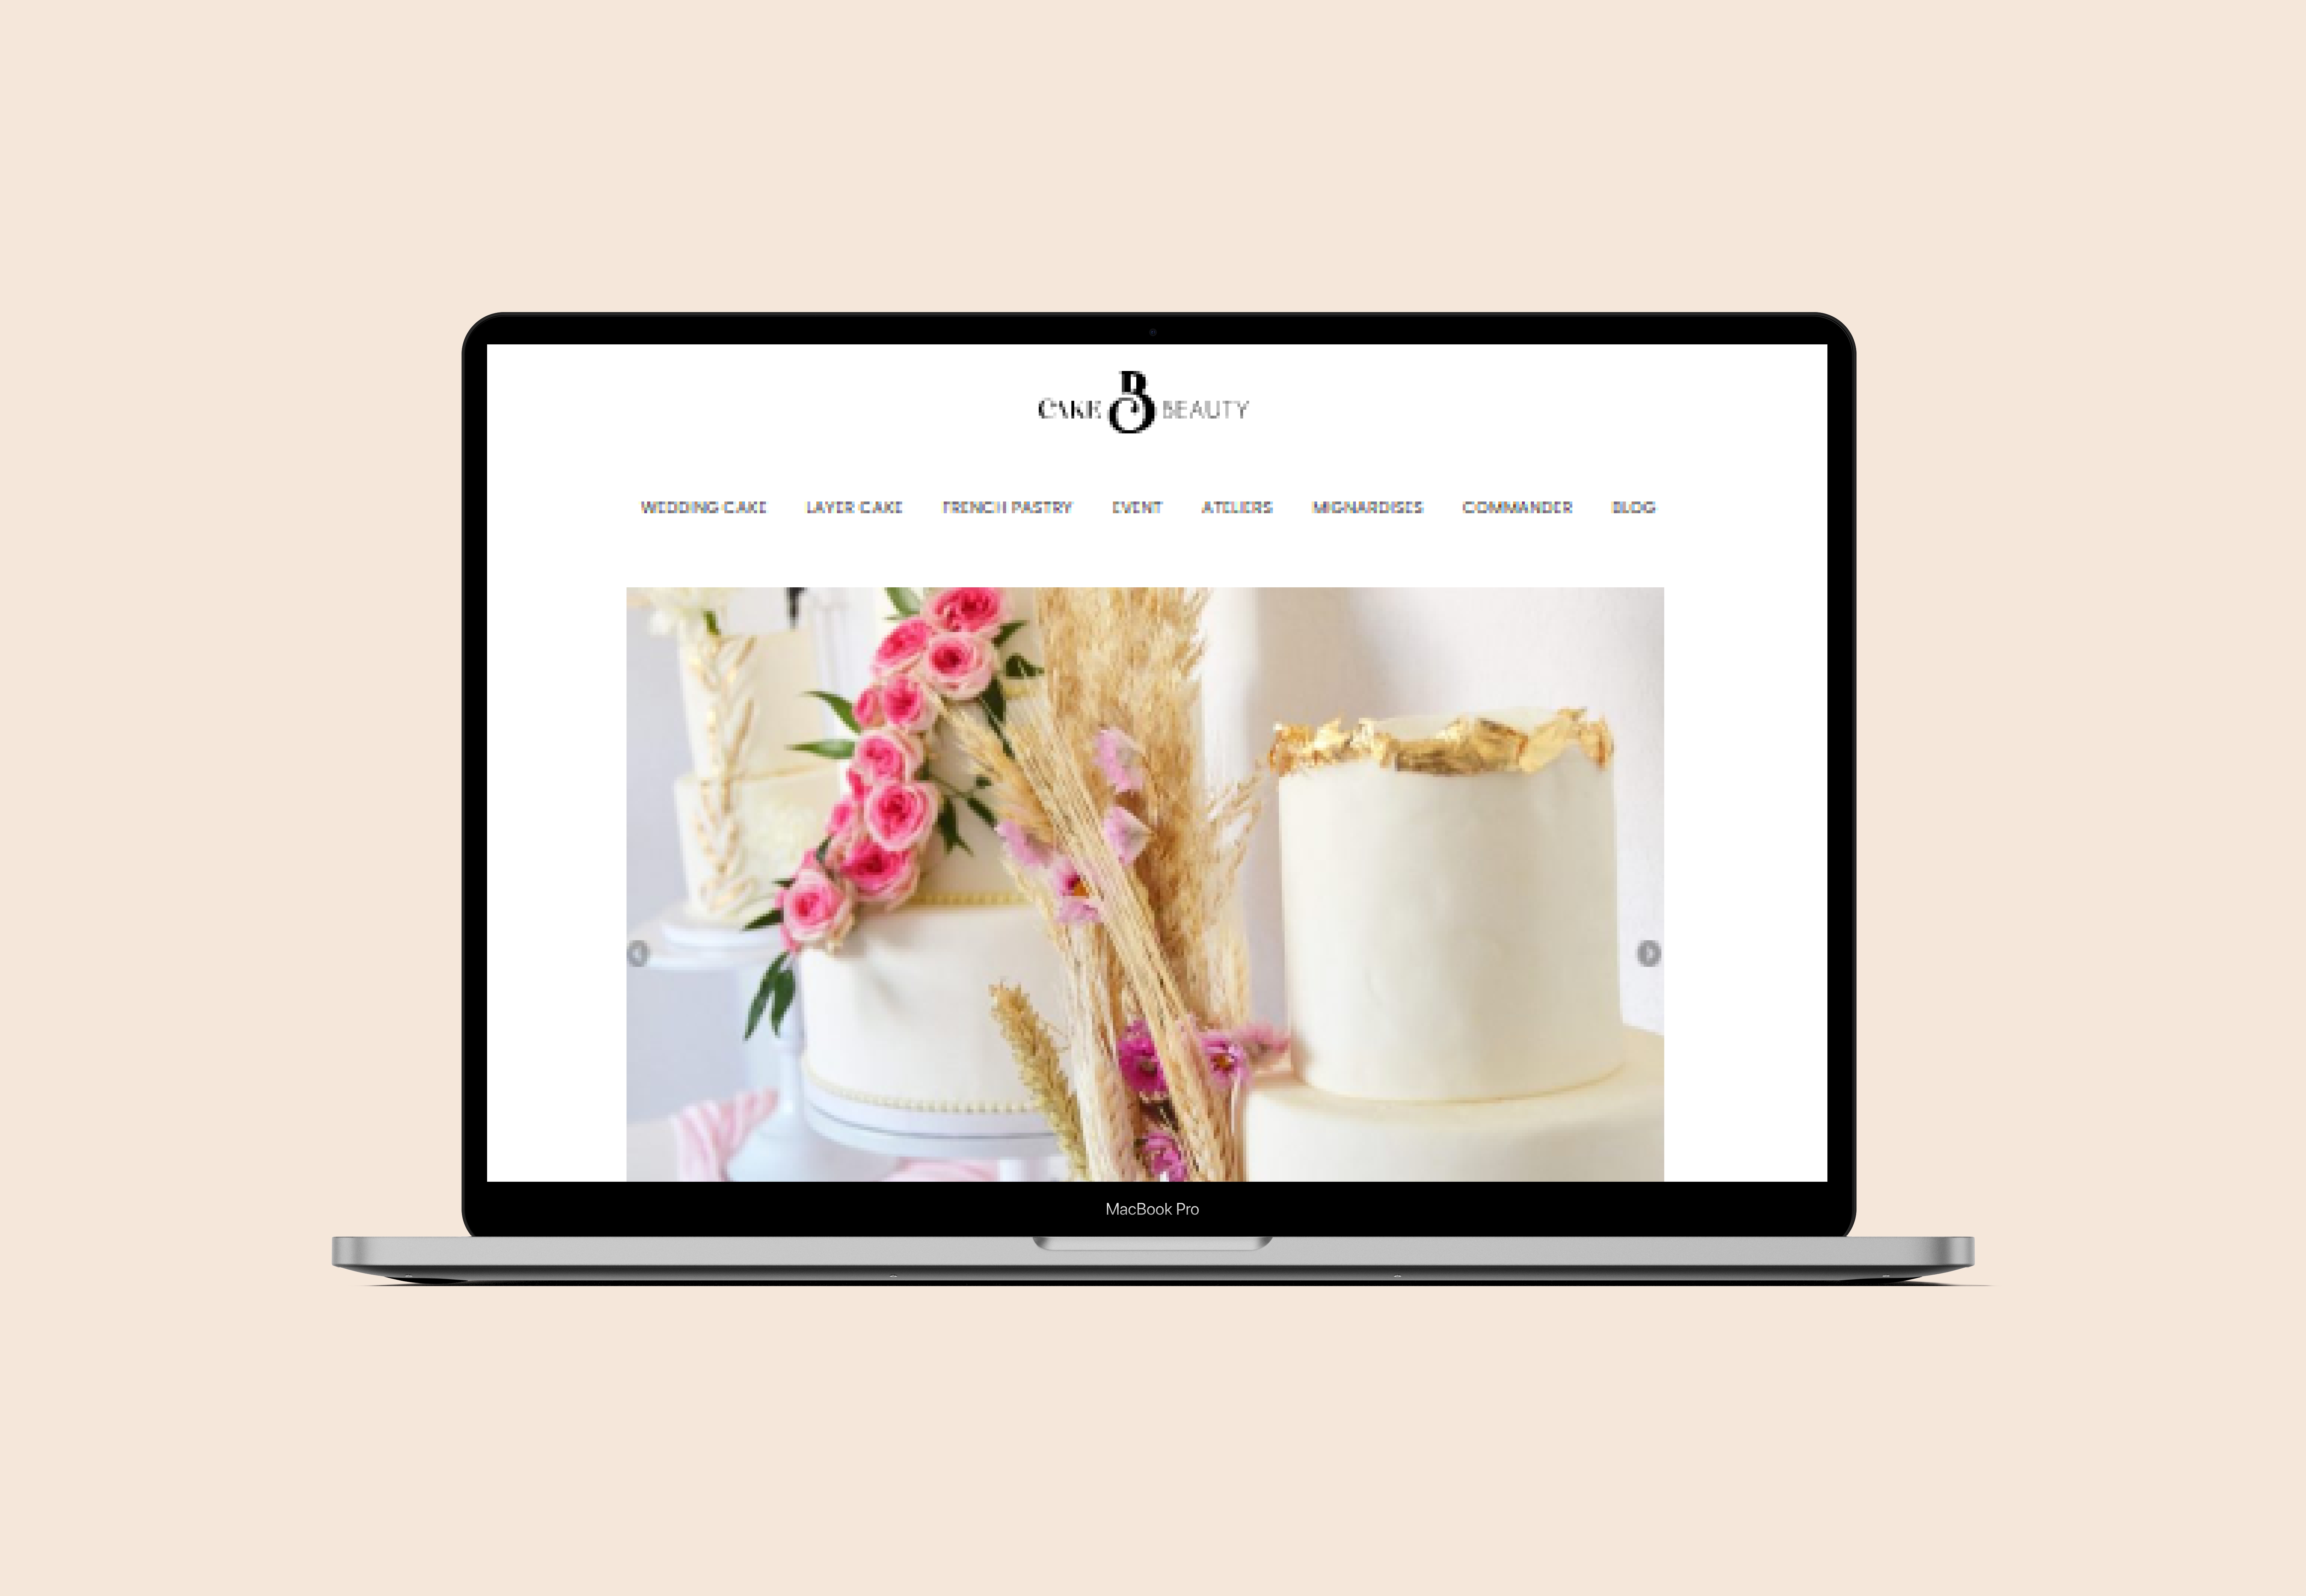 CAKE B BEAUTY
WEDDING CAKE LAYER CAKE FRENCH PASTRY EVENT ATELIERS MIGNARDISES COMMANDER BLOG
MacBook Pro